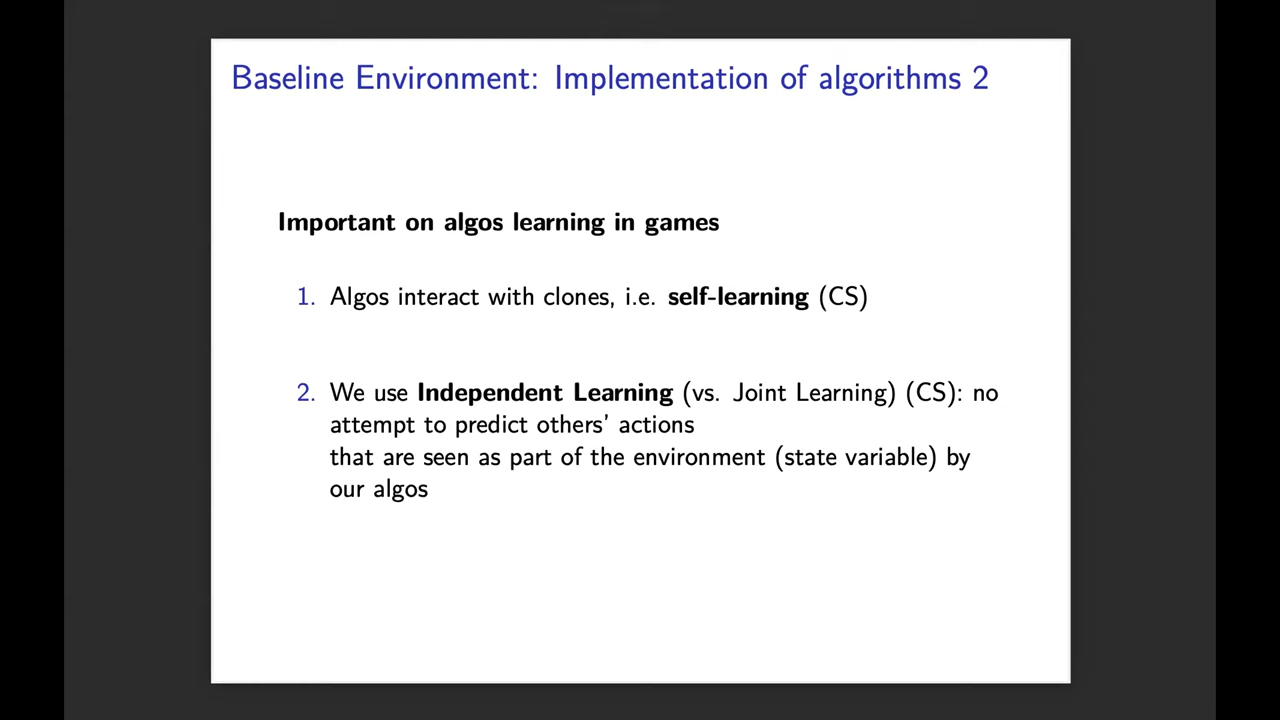 Baseline Environment: Implementation of algorithms 2
Important on algos learning in games
1. Algos interact with clones, i.e. self-learning (CS)
2. We use Independent Learning (vs. Joint Learning) (CS): no
attempt to predict others' actions
that are seen as part of the environment (state variable) by
our algos